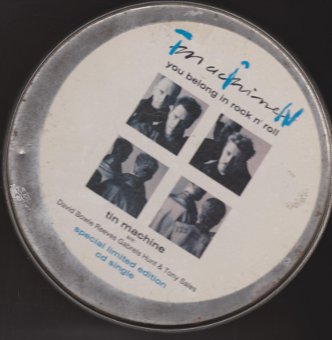 Tin Machine
you belong in rock n' roll
tin machine
are:
David Bowie Reeves Gabrels Hunt & Tony Sales
special limited edition
cd single